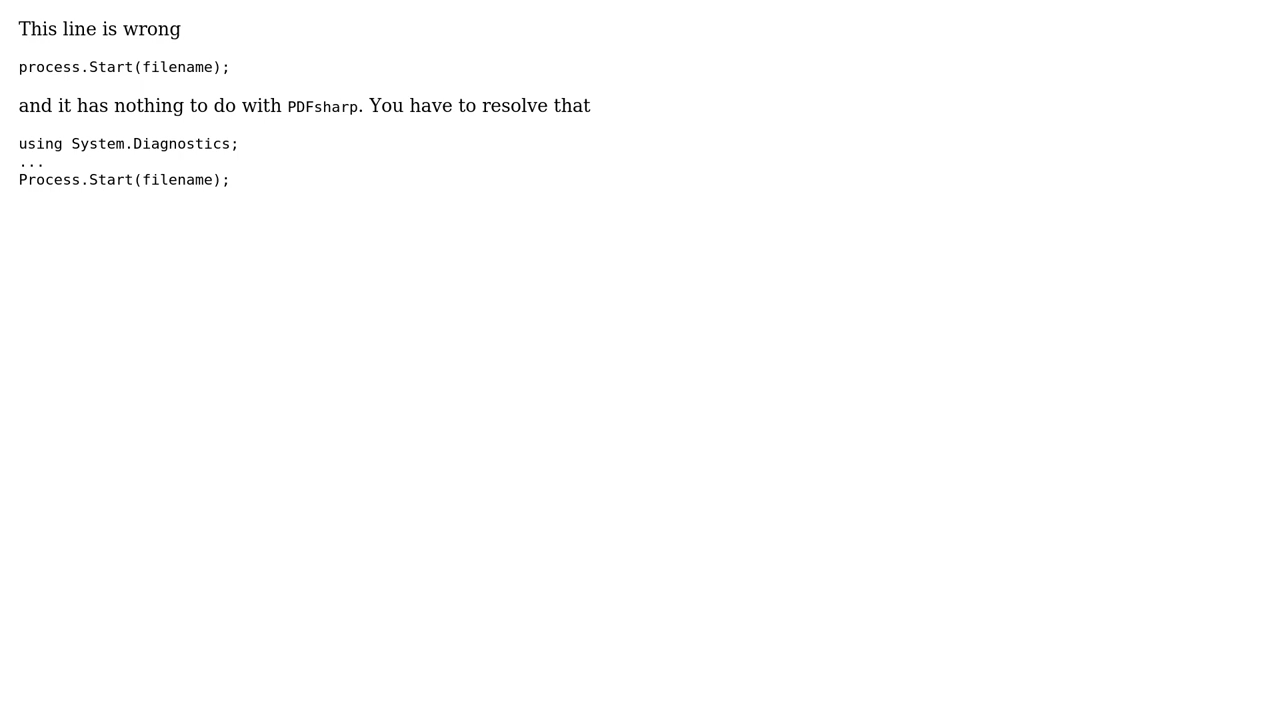 This line is wrong
process.Start(filename);
and it has nothing to do with PDFsharp. You have to resolve that
using System.Diagnostics;
...
Process.Start(filename);